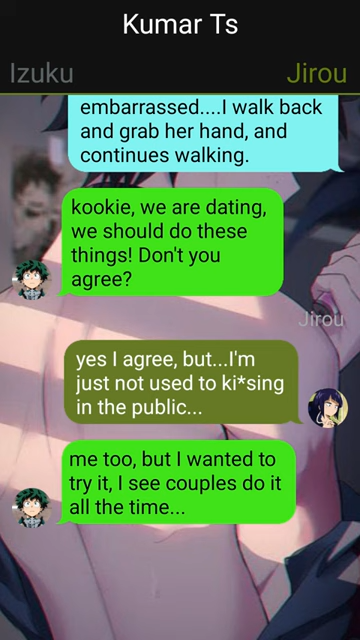 Kumar Ts
Izuku
Jirou
embarrassed....I walk back
and grab her hand, and
continues walking.
kookie, we are dating,
we should do these
things! Don't you
agree?
Jirou
yes I agree, but...I'm
just not used to ki*sing
in the public...
me too, but I wanted to
try it, I see couples do it
all the time...